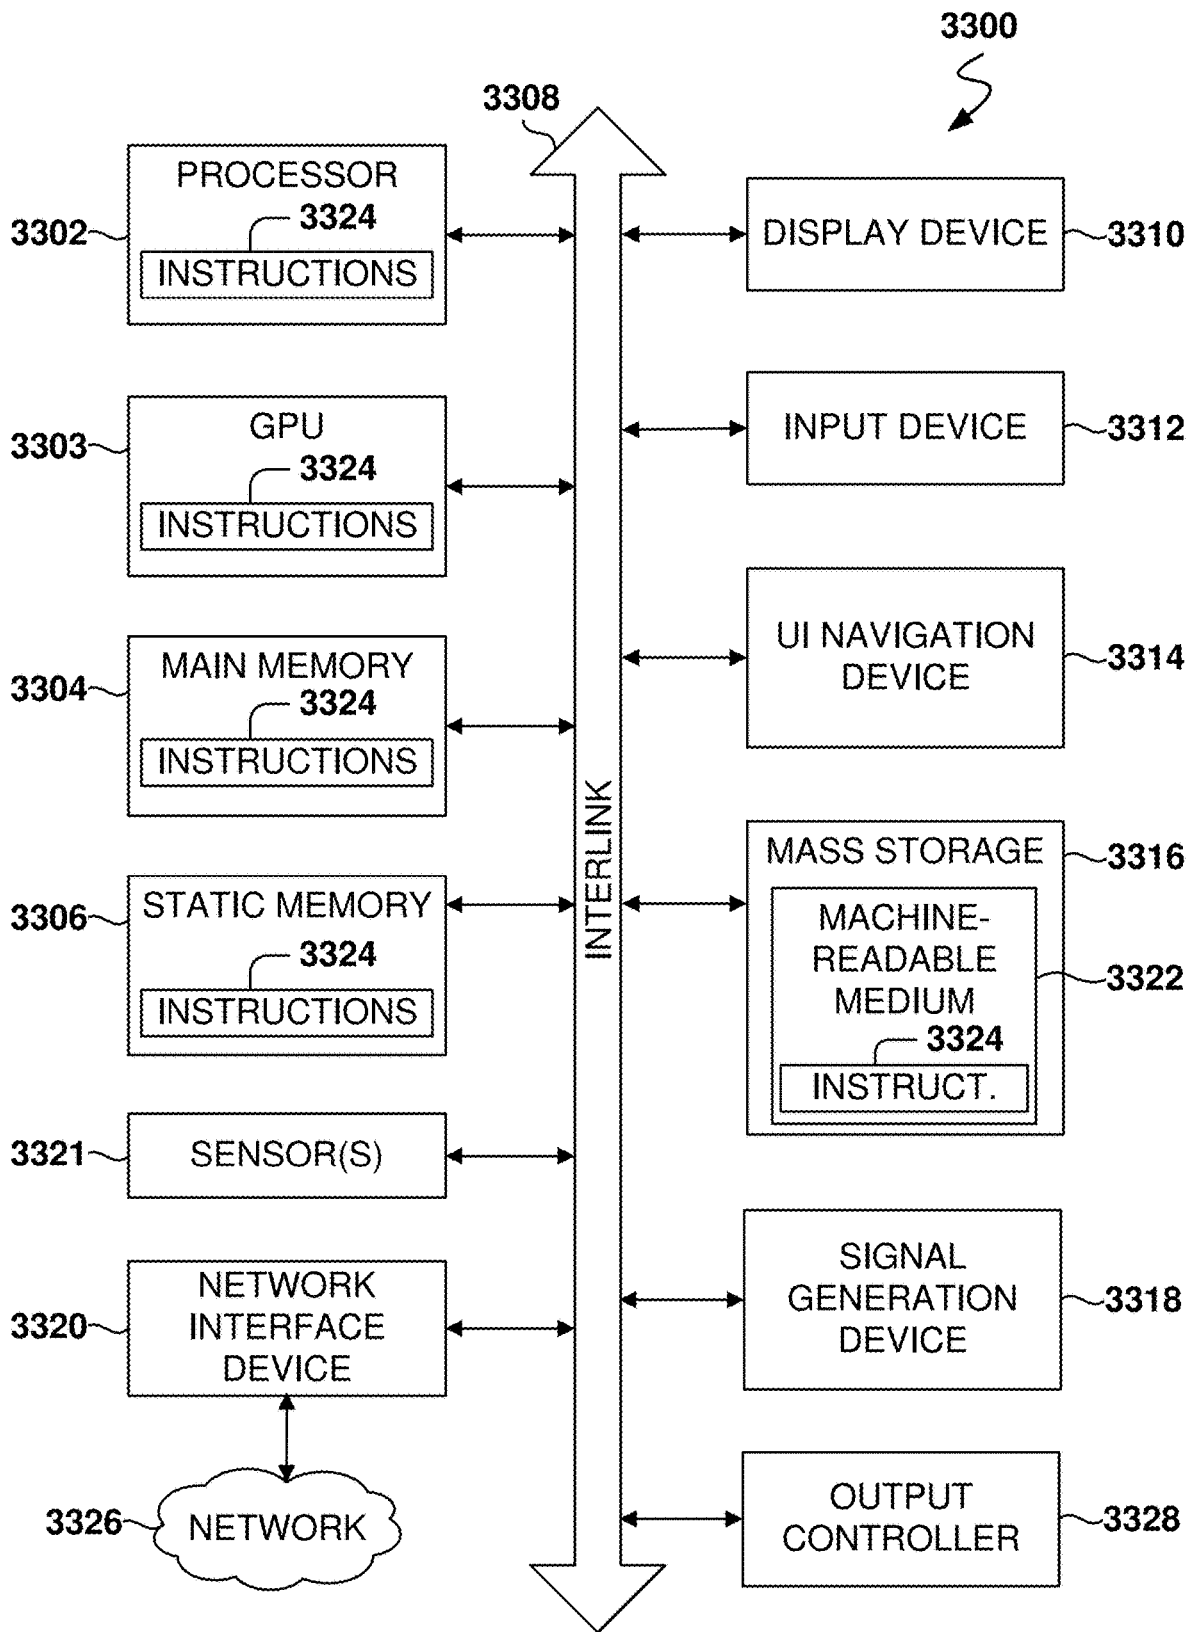 3300
3308
PROCESSOR
3324
INSTRUCTIONS
3302
GPU
3324
INSTRUCTIONS
3303
MAIN MEMORY
3324
INSTRUCTIONS
3304
STATIC MEMORY
3324
INSTRUCTIONS
3306
SENSOR(S)
3321
NETWORK
INTERFACE
DEVICE
3320
NETWORK
3326
INTERLINK
DISPLAY DEVICE
3310
INPUT DEVICE
3312
UI NAVIGATION
DEVICE
3314
MASS STORAGE
3316
MACHINE-
READABLE
MEDIUM
3322
3324
INSTRUCT.
SIGNAL
GENERATION
DEVICE
3318
OUTPUT
CONTROLLER
3328